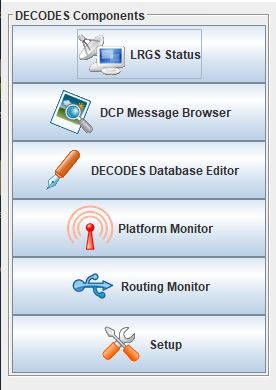 DECODES Components
LRGS Status
DCP Message Browser
DECODES Database Editor
Platform Monitor
Routing Monitor
Setup